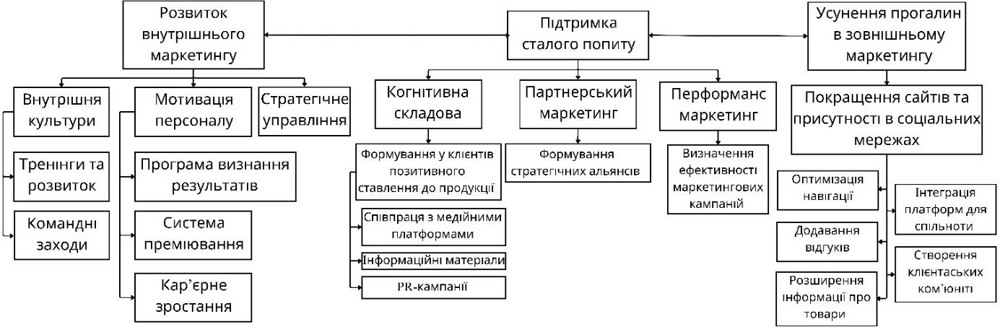 Розвиток
внутрішнього
маркетингу
Підтримка
сталого попиту
Усунення прогалин
в зовнішньому
маркетингу
Внутрішня
культури
Мотивація
персоналу
Стратегічне
управління
Когнітивна
складова
Партнерський
маркетинг
Перформанс
маркетинг
Покращення сайтів та
присутності в соціальних
мережах
Тренінги та
розвиток
Командні
заходи
Програма визнання
результатів
Система
преміювання
Кар’єрне
зростання
Формування у клієнтів
позитивного
ставлення до продукції
Співпраця з медійними
платформами
Інформаційні матеріали
PR-кампанії
Формування
стратегічних альянсів
Визначення
ефективності
маркетингових
кампаній
Оптимізація
навігації
Додавання
відгуків
Розширення
інформації про
товари
Інтеграція
платформ для
спільноти
Створення
клієнтаських
ком’юніті